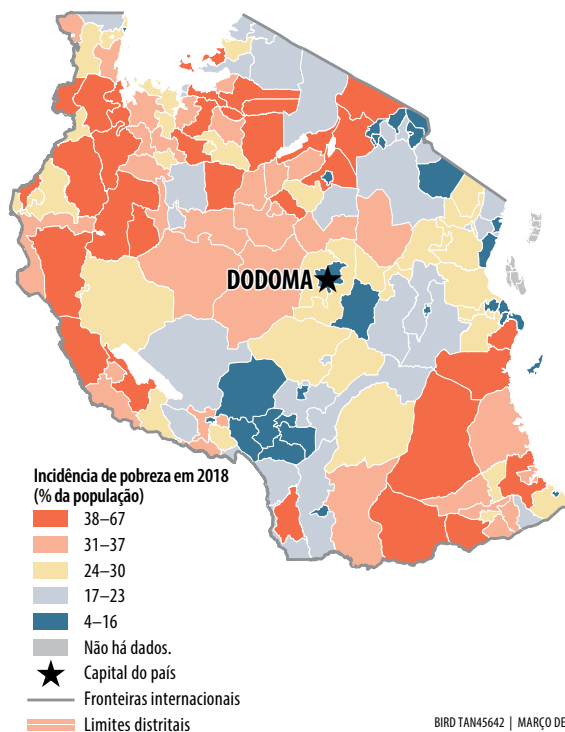 DODOMA
Incidência de pobreza em 2018
(% da população)
38–67
31–37
24–30
17–23
4–16
Não há dados.
Capital do país
Fronteiras internacionais
Limites distritais
BIRD TAN45642 | MARÇO DE